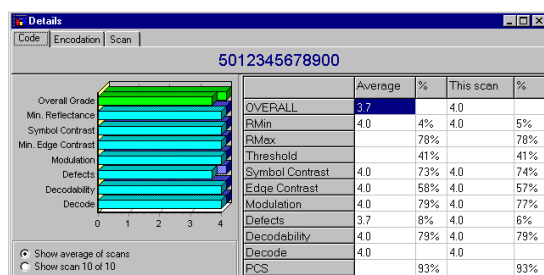 Details
Code Encodation Scan
5012345678900
Overall Grade
Min. Reflectance
Symbol Contrast
Min. Edge Contrast
Modulation
Defects
Decodability
Decode
0 1 2 3 4
Show average of scans
Show scan 10 of 10
Average % This scan %
OVERALL 3.7 4.0
RMin 4.0 4% 4.0 5%
RMax 78% 78%
Threshold 41% 41%
Symbol Contrast 4.0 73% 4.0 74%
Edge Contrast 4.0 58% 4.0 57%
Modulation 4.0 79% 4.0 77%
Defects 3.7 8% 4.0 6%
Decodability 4.0 79% 4.0 79%
Decode 4.0 4.0
PCS 93% 93%